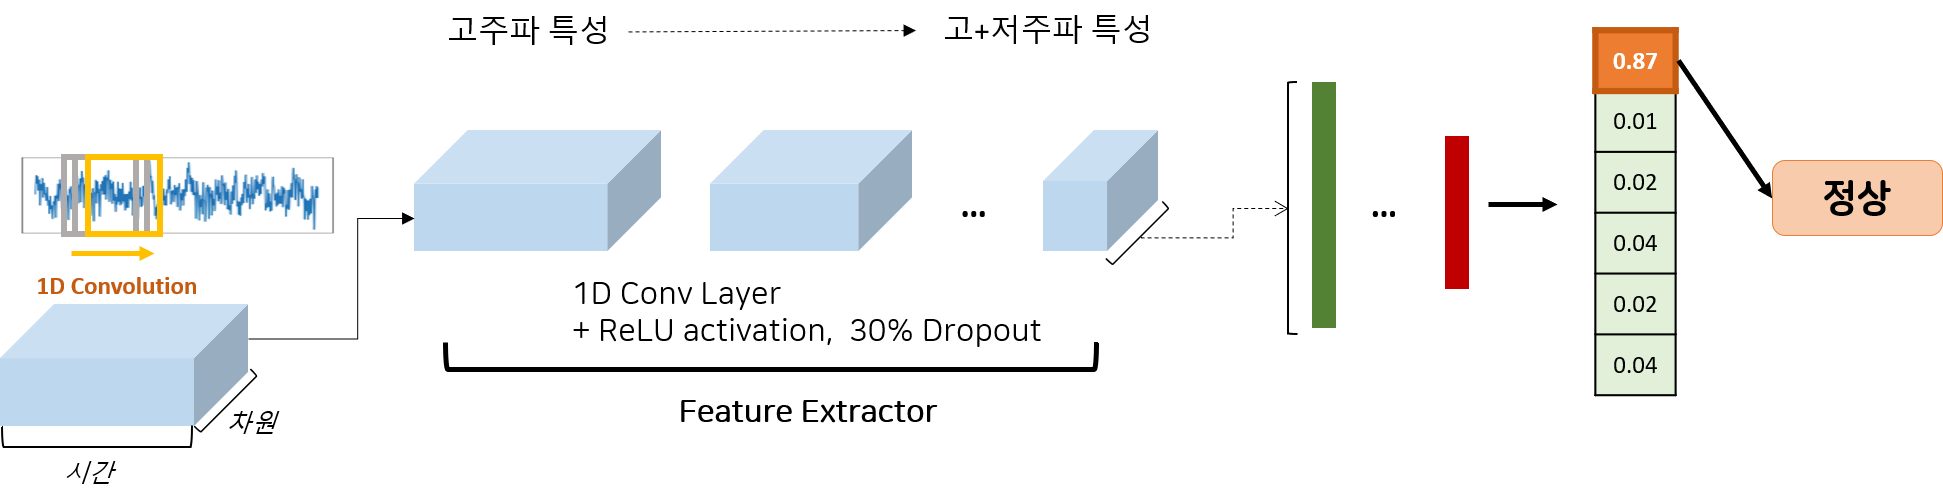 고주파 특성
고+저주파 특성
1D Convolution
차원
시간
1D Conv Layer
+ ReLU activation, 30% Dropout
Feature Extractor
...
...
0.87
0.01
0.02
0.04
0.02
0.04
정상